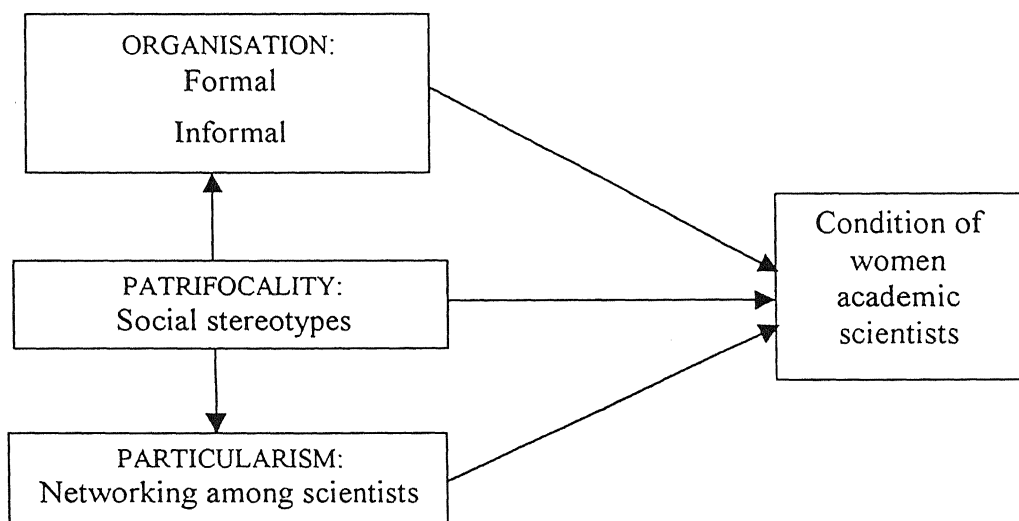 ORGANISATION:
Formal
Informal
PATRIFOCALITY:
Social stereotypes
PARTICULARISM:
Networking among scientists
Condition of
women
academic
scientists